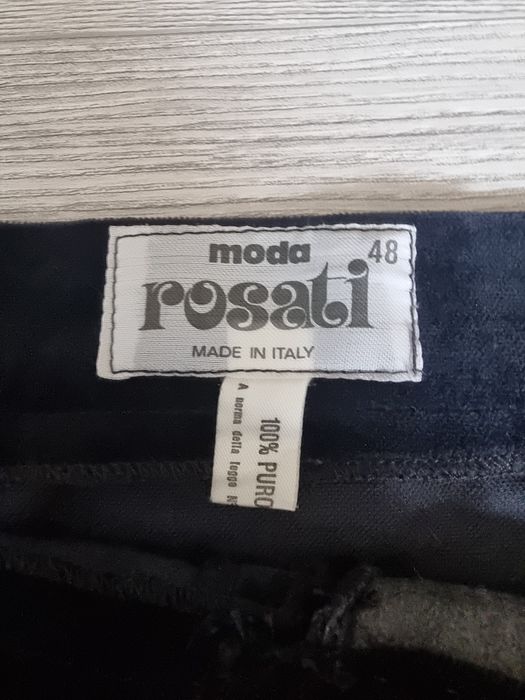 moda 48
rosati
MADE IN ITALY
100% PURO
A norma della legge N